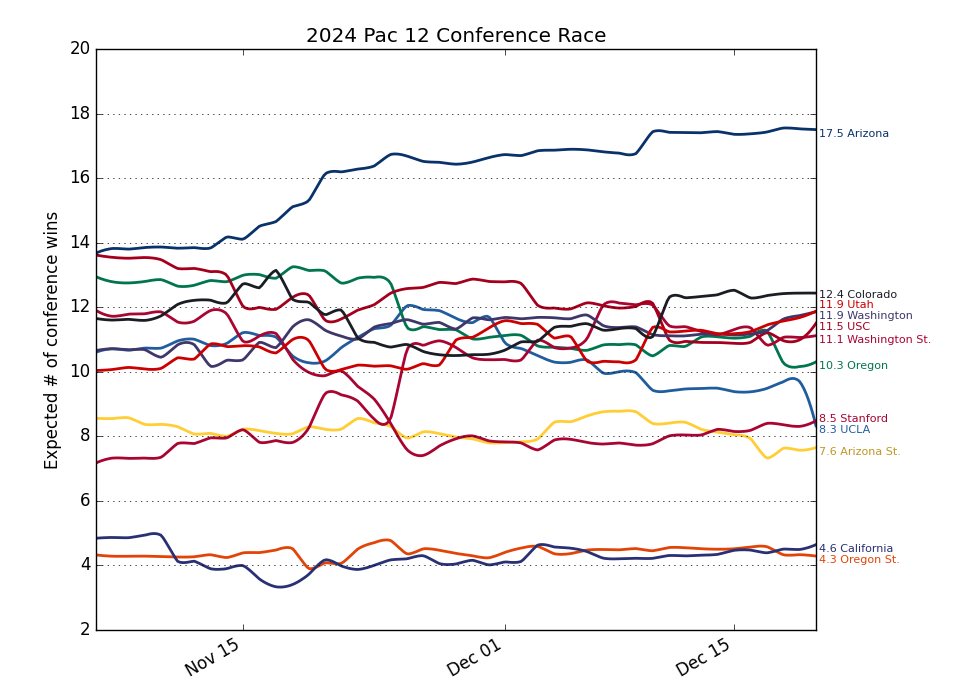 2024 Pac 12 Conference Race
Expected # of conference wins
20
18
16
14
12
10
8
6
4
2
17.5 Arizona
12.4 Colorado
11.9 Utah
11.9 Washington
11.5 USC
11.1 Washington St.
10.3 Oregon
8.5 Stanford
8.3 UCLA
7.6 Arizona St.
4.6 California
4.3 Oregon St.
Nov 15
Dec 01
Dec 15